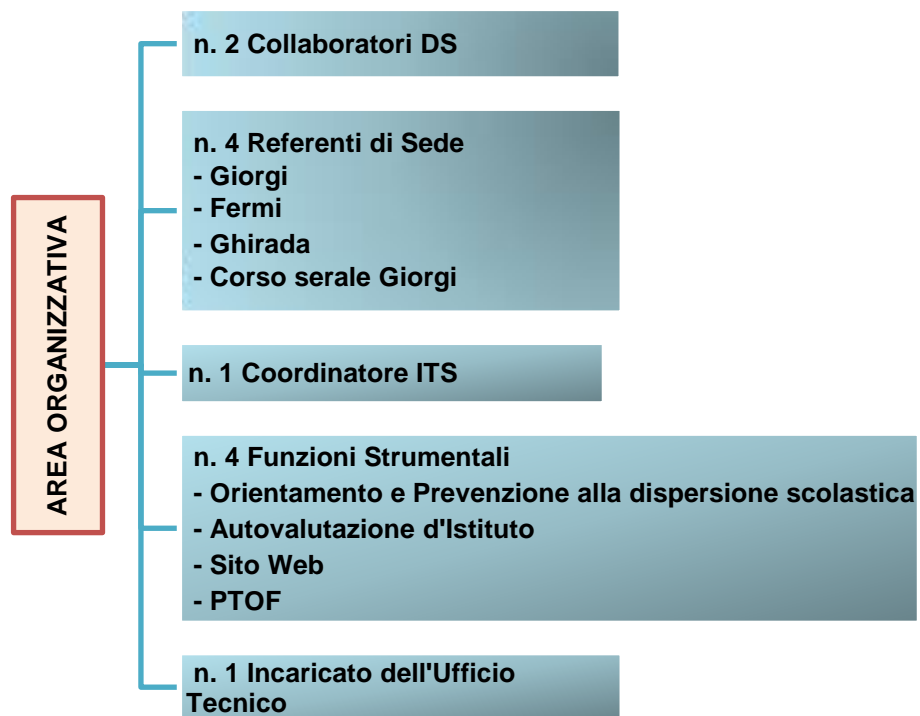 n. 2 Collaboratori DS
n. 4 Referenti di Sede
- Giorgi
- Fermi
- Ghirada
- Corso serale Giorgi
AREA ORGANIZZATIVA
n. 1 Coordinatore ITS
n. 4 Funzioni Strumentali
- Orientamento e Prevenzione alla dispersione scolastica
- Autovalutazione d'Istituto
- Sito Web
- PTOF
n. 1 Incaricato dell'Ufficio
Tecnico